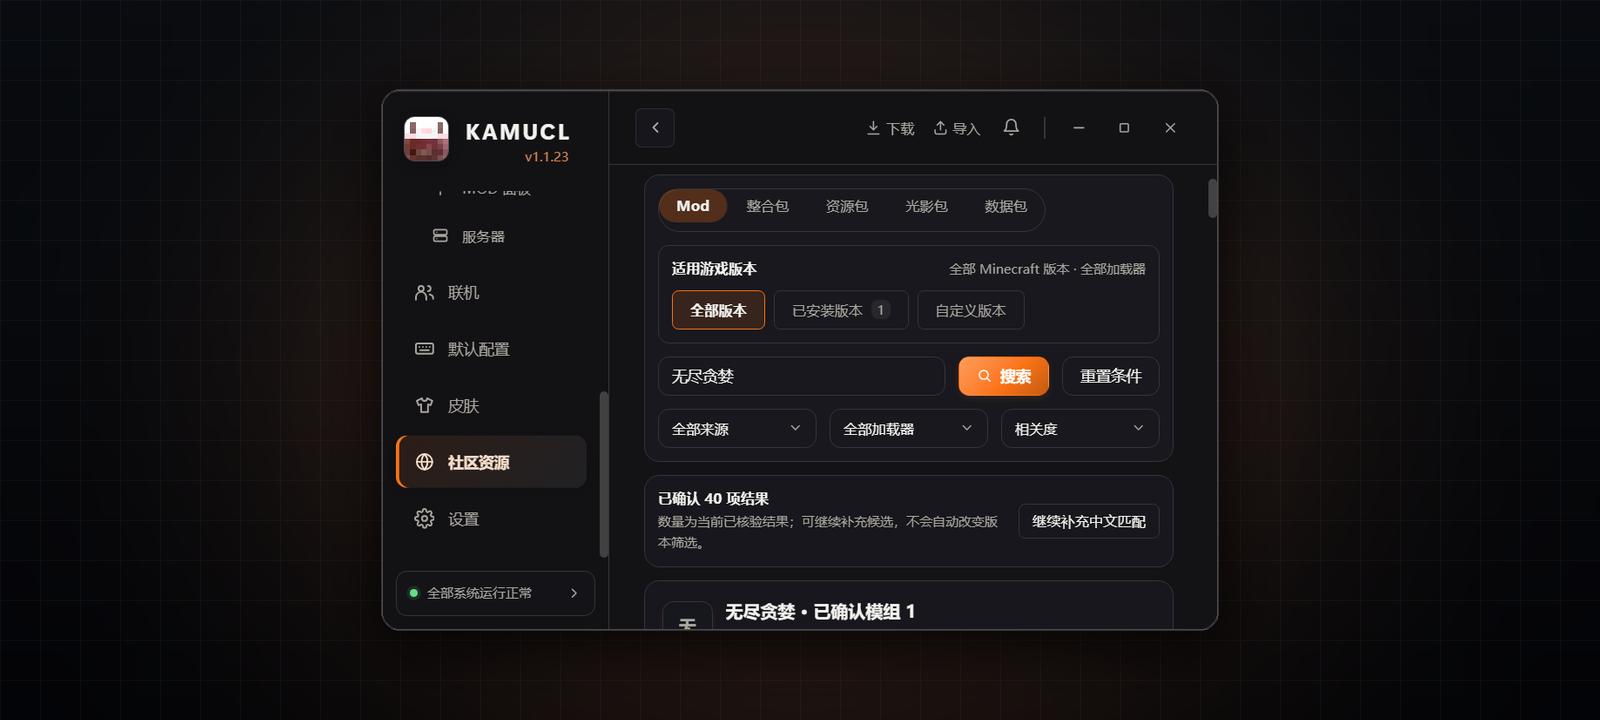 KAMUCL
v1.1.23
MOD 面板
服务器
联机
默认配置
皮肤
社区资源
设置
全部系统运行正常
下载
导入
Mod
整合包
资源包
光影包
数据包
适用游戏版本
全部 Minecraft 版本 · 全部加载器
全部版本
已安装版本 1
自定义版本
无尽贪婪
搜索
重置条件
全部来源
全部加载器
相关度
已确认 40 项结果
数量为当前已核验结果；可继续补充候选，不会自动改变版
本筛选。
继续补充中文匹配
无尽贪婪 • 已确认模组 1